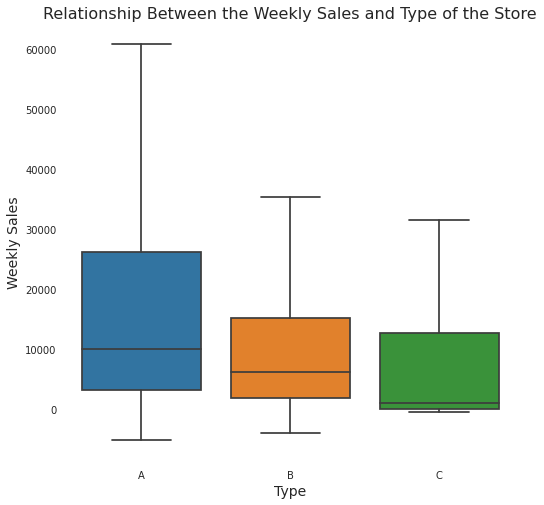 Relationship Between the Weekly Sales and Type of the Store
60000
50000
40000
30000
20000
10000
0
Weekly Sales
A B C
Type